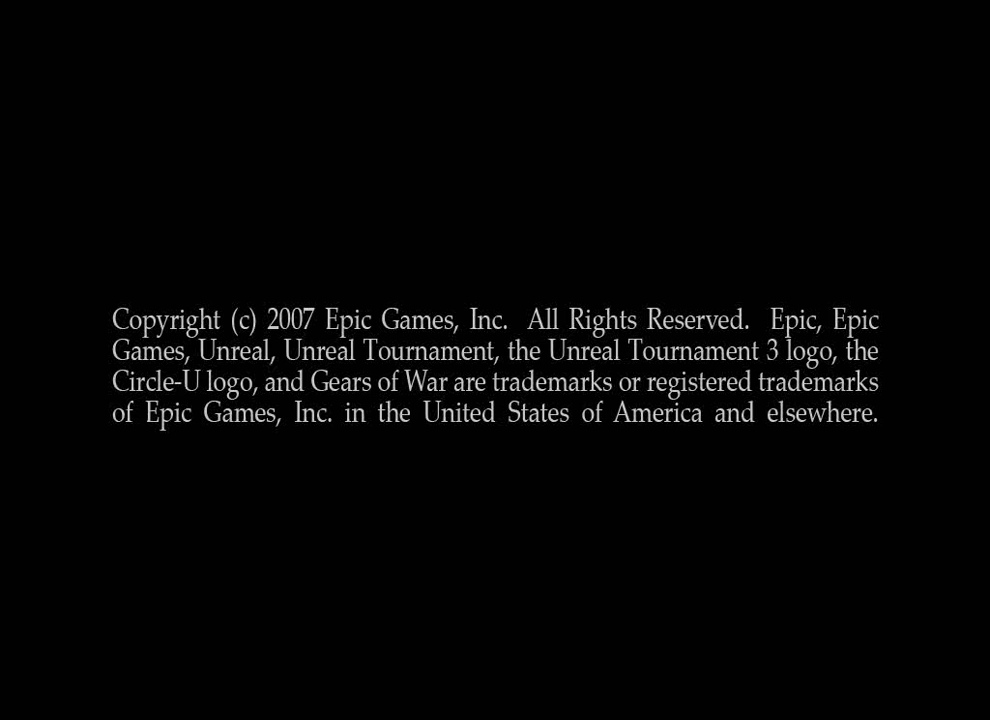 Copyright (c) 2007 Epic Games, Inc.  All Rights Reserved.  Epic, Epic
Games, Unreal, Unreal Tournament, the Unreal Tournament 3 logo, the
Circle-U logo, and Gears of War are trademarks or registered trademarks
of Epic Games, Inc. in the United States of America and elsewhere.